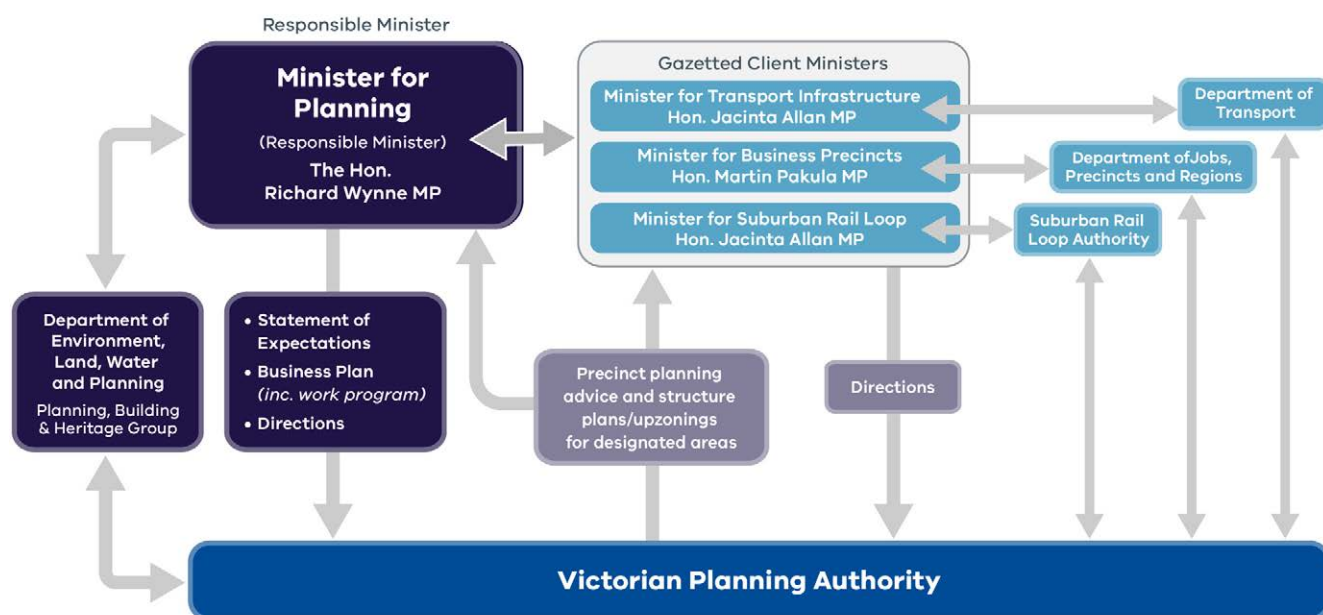 Responsible Minister
Minister for
Planning
(Responsible Minister)
The Hon.
Richard Wynne MP
Gazetted Client Ministers
Minister for Transport Infrastructure
Hon. Jacinta Allan MP
Minister for Business Precincts
Hon. Martin Pakula MP
Minister for Suburban Rail Loop
Hon. Jacinta Allan MP
Department of
Transport
Department of Jobs,
Precincts and Regions
Suburban Rail
Loop Authority
Department of
Environment,
Land, Water
and Planning
Planning, Building
& Heritage Group
• Statement of
Expectations
• Business Plan
(inc. work program)
• Directions
Precinct planning
advice and structure
plans/upzonings
for designated areas
Directions
Victorian Planning Authority